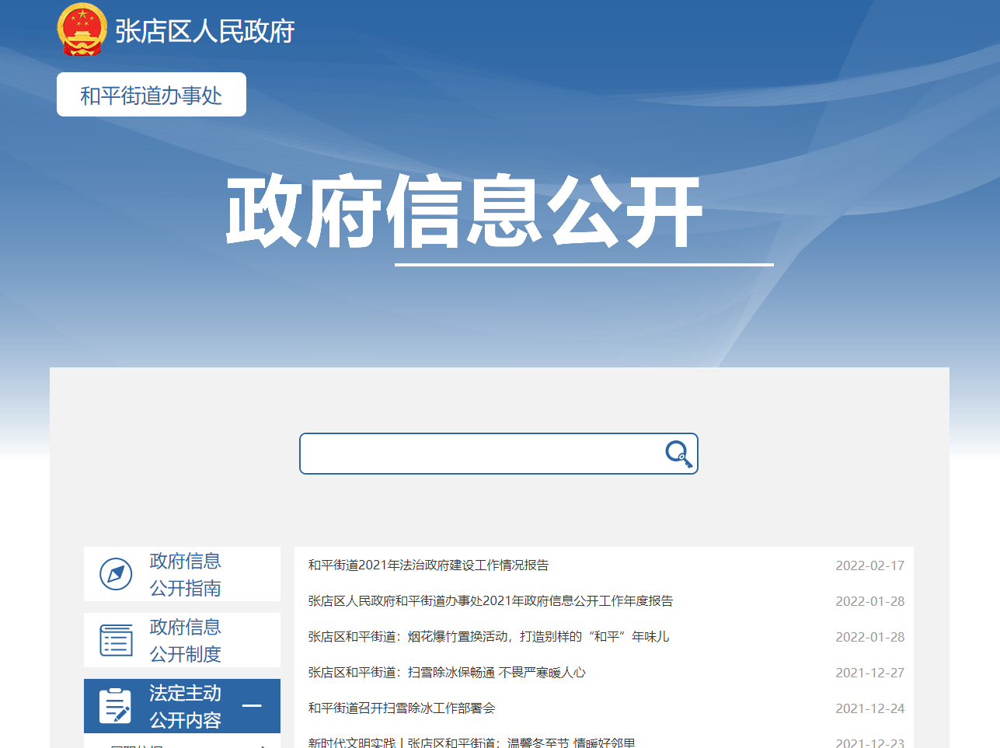 张店区人民政府
和平街道办事处
政府信息公开
政府信息
公开指南
政府信息
公开制度
法定主动
公开内容
和平街道2021年法治政府建设工作情况报告 2022-02-17
张店区人民政府和平街道办事处2021年政府信息公开工作年度报告 2022-01-28
张店区和平街道：烟花爆竹置换活动，打造别样的“和平”年味儿 2022-01-28
张店区和平街道：扫雪除冰保畅通 不畏严寒暖人心 2021-12-27
和平街道召开扫雪除冰工作部署会 2021-12-24
新时代文明实践丨张店区和平街道：温馨冬至节 情暖好邻里 2021-12-23